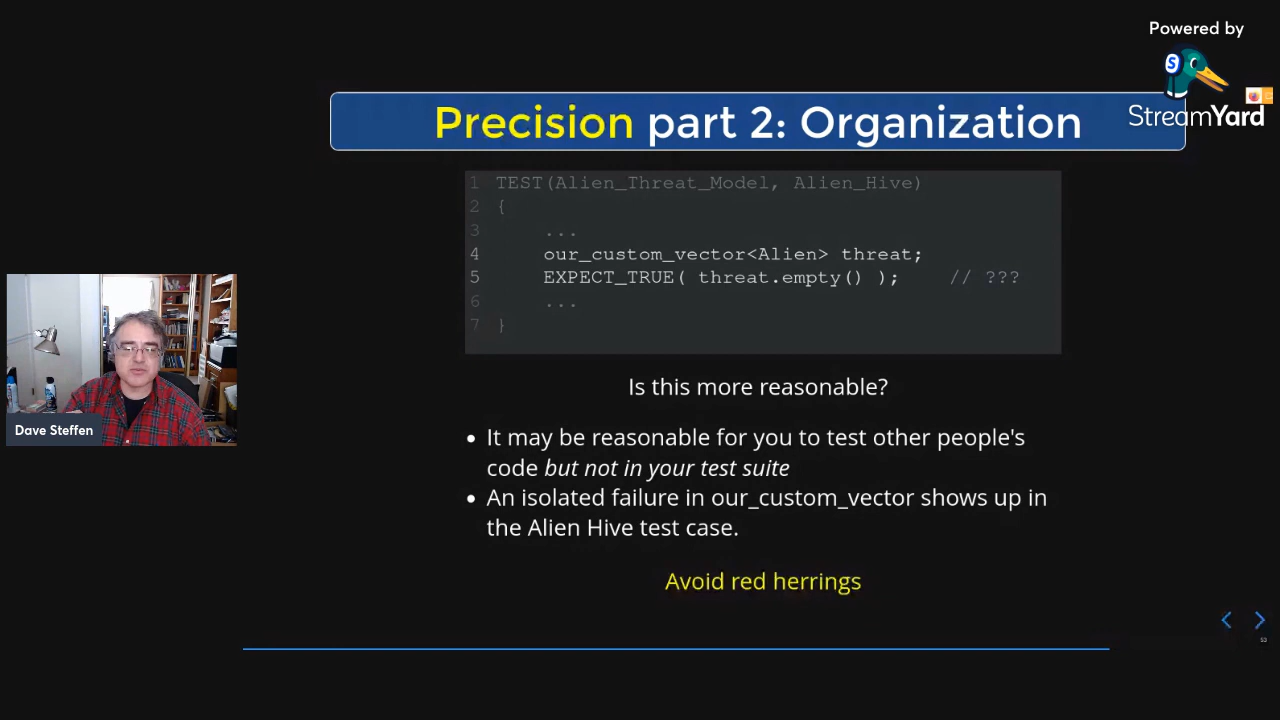 Powered by
S
StreamYard
Precision part 2: Organization
1 TEST(Alien_Threat_Model, Alien_Hive)
2 {
3     ...
4     our_custom_vector<Alien> threat;
5     EXPECT_TRUE( threat.empty() );    // ???
6     ...
7 }
Is this more reasonable?
• It may be reasonable for you to test other people's
code but not in your test suite
• An isolated failure in our_custom_vector shows up in
the Alien Hive test case.
Avoid red herrings
Dave Steffen
53